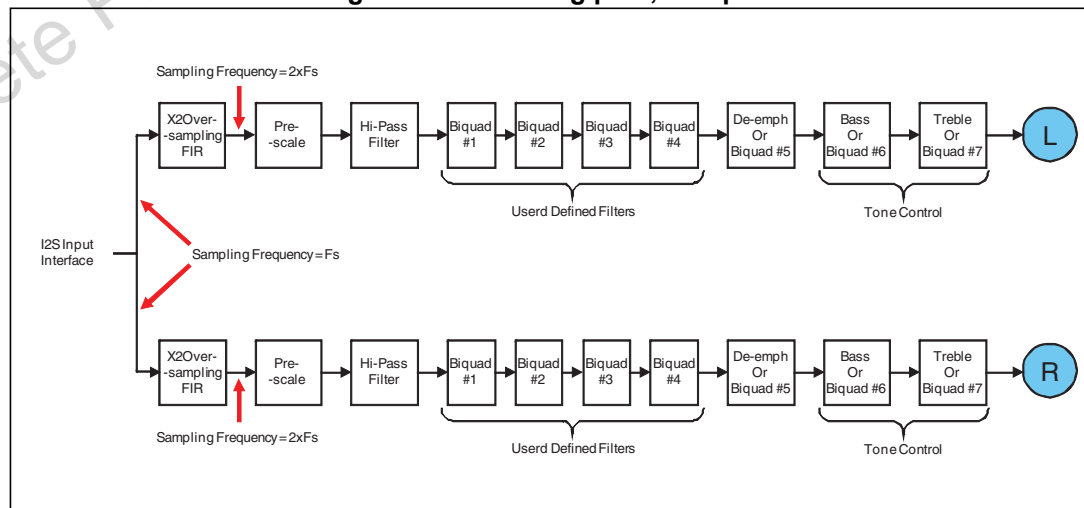 Sampling Frequency=2xFs
X2Over-
-sampling
FIR
Pre-
-scale
Hi-Pass
Filter
Biquad
#1
Biquad
#2
Biquad
#3
Biquad
#4
De-emph
Or
Biquad #5
Bass
Or
Biquad #6
Treble
Or
Biquad #7
L
Userd Defined Filters
Tone Control
I2S Input
Interface
Sampling Frequency=Fs
X2Over-
-sampling
FIR
Pre-
-scale
Hi-Pass
Filter
Biquad
#1
Biquad
#2
Biquad
#3
Biquad
#4
De-emph
Or
Biquad #5
Bass
Or
Biquad #6
Treble
Or
Biquad #7
R
Sampling Frequency=2xFs
Userd Defined Filters
Tone Control